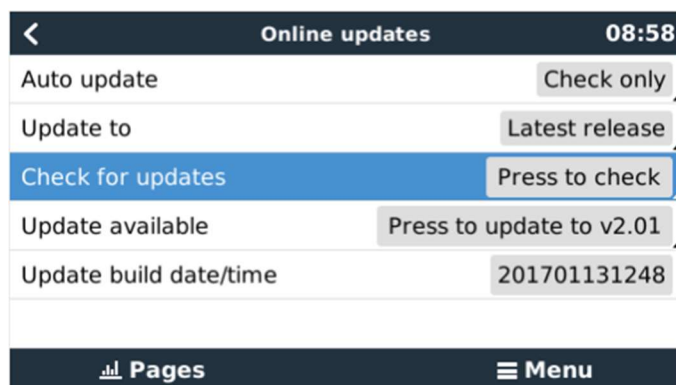 Online updates 08:58
Auto update Check only
Update to Latest release
Check for updates Press to check
Update available Press to update to v2.01
Update build date/time 201701131248
Pages Menu